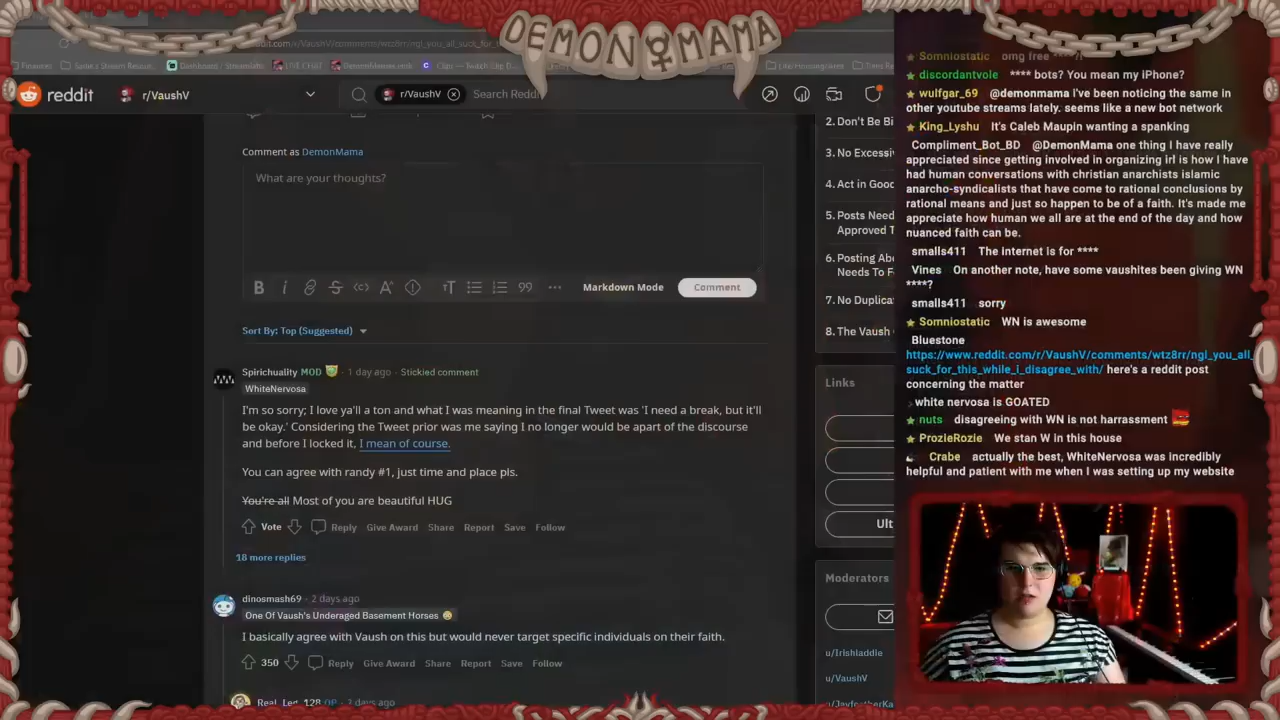 DEMON MAMA
reddit
r/VaushV
r/VaushV
Search Reddit
Comment as DemonMama
What are your thoughts?
Markdown Mode
Comment
Sort By: Top (Suggested)
Spirichuality MOD 1 day ago · Stickied comment
WhiteNervosa
I'm so sorry; I love ya'll a ton and what I was meaning in the final Tweet was 'I need a break, but it'll
be okay.' Considering the Tweet prior was me saying I no longer would be apart of the discourse
and before I locked it, I mean of course.
You can agree with randy #1, just time and place pls.
You're all Most of you are beautiful HUG
Vote Reply Give Award Share Report Save Follow
18 more replies
dinosmash69 · 2 days ago
One Of Vaush's Underaged Basement Horses
I basically agree with Vaush on this but would never target specific individuals on their faith.
350 Reply Give Award Share Report Save Follow
Real_Leg_128 OP · 2 days ago
2. Don't Be Bi
3. No Excessiv
4. Act in Good
5. Posts Need
Approved T
6. Posting Abo
Needs To F
7. No Duplica
8. The Vaush
Links
Ult
Moderators
u/Irishladdie
u/VaushV
u/JayfeatherKa
Somniostatic omg free ****
discordantvole **** bots? You mean my iPhone?
wulfgar_69 @demonmama I've been noticing the same in
other youtube streams lately. seems like a new bot network
King_Lyshu It's Caleb Maupin wanting a spanking
Compliment_Bot_BD @DemonMama one thing I have really
appreciated since getting involved in organizing irl is how I have
had human conversations with christian anarchists islamic
anarcho-syndicalists that have come to rational conclusions by
rational means and just so happen to be of a faith. It's made me
appreciate how human we all are at the end of the day and how
nuanced faith can be.
smalls411 The internet is for ****
Vines On another note, have some vaushites been giving WN
****?
smalls411 sorry
Somniostatic WN is awesome
Bluestone
https://www.reddit.com/r/VaushV/comments/wtz8rr/ngl_you_all_
suck_for_this_while_i_disagree_with/ here's a reddit post
concerning the matter
white nervosa is GOATED
nuts disagreeing with WN is not harrassment
ProzieRozie We stan W in this house
Crabe actually the best, WhiteNervosa was incredibly
helpful and patient with me when I was setting up my website